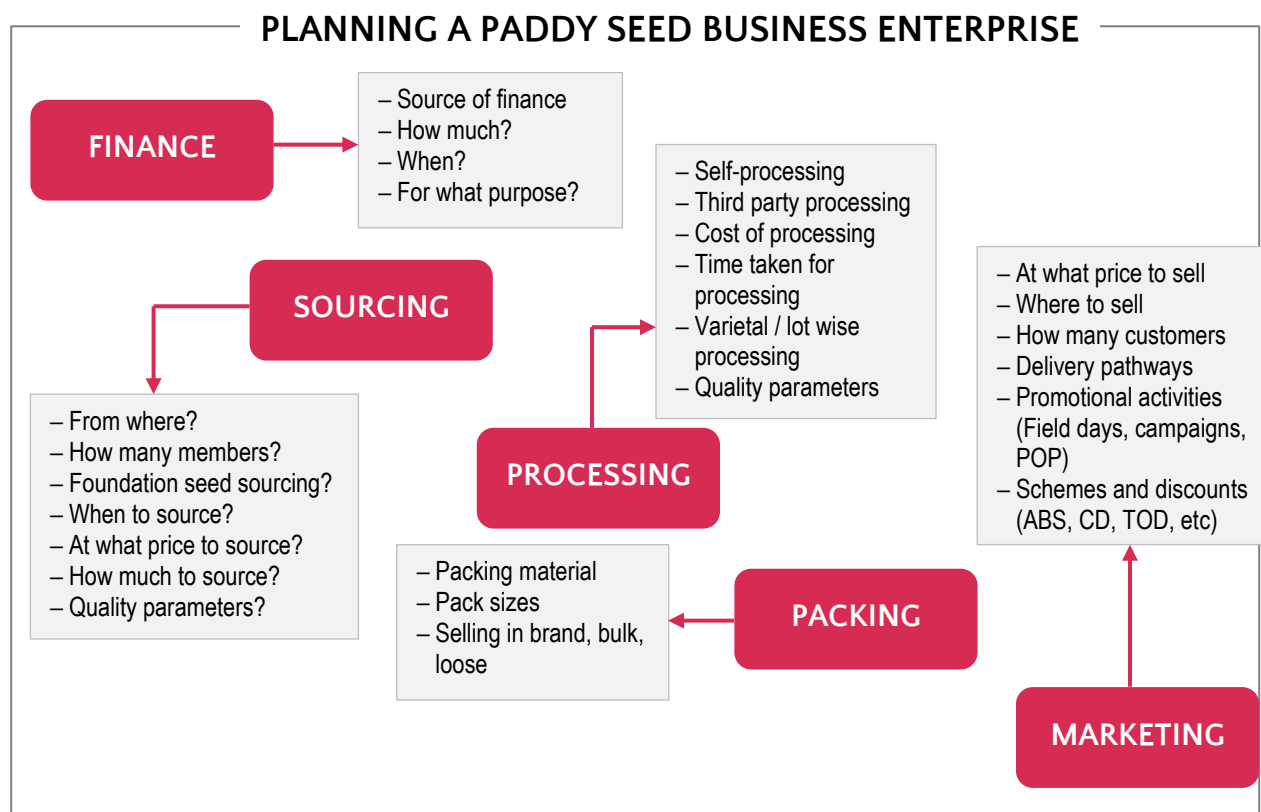 PLANNING A PADDY SEED BUSINESS ENTERPRISE
FINANCE
– Source of finance
– How much?
– When?
– For what purpose?
SOURCING
– From where?
– How many members?
– Foundation seed sourcing?
– When to source?
– At what price to source?
– How much to source?
– Quality parameters?
PROCESSING
– Self-processing
– Third party processing
– Cost of processing
– Time taken for
processing
– Varietal / lot wise
processing
– Quality parameters
PACKING
– Packing material
– Pack sizes
– Selling in brand, bulk,
loose
MARKETING
– At what price to sell
– Where to sell
– How many customers
– Delivery pathways
– Promotional activities
(Field days, campaigns,
POP)
– Schemes and discounts
(ABS, CD, TOD, etc)